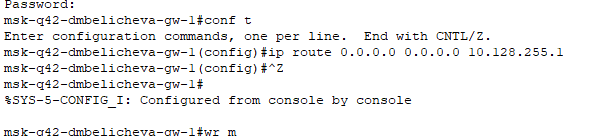 Password:
msk-q42-dmbelicheva-gw-1#conf t
Enter configuration commands, one per line.  End with CNTL/Z.
msk-q42-dmbelicheva-gw-1(config)#ip route 0.0.0.0 0.0.0.0 10.128.255.1
msk-q42-dmbelicheva-gw-1(config)#^Z
msk-q42-dmbelicheva-gw-1#
%SYS-5-CONFIG_I: Configured from console by console
msk-q42-dmbelicheva-gw-1#wr m